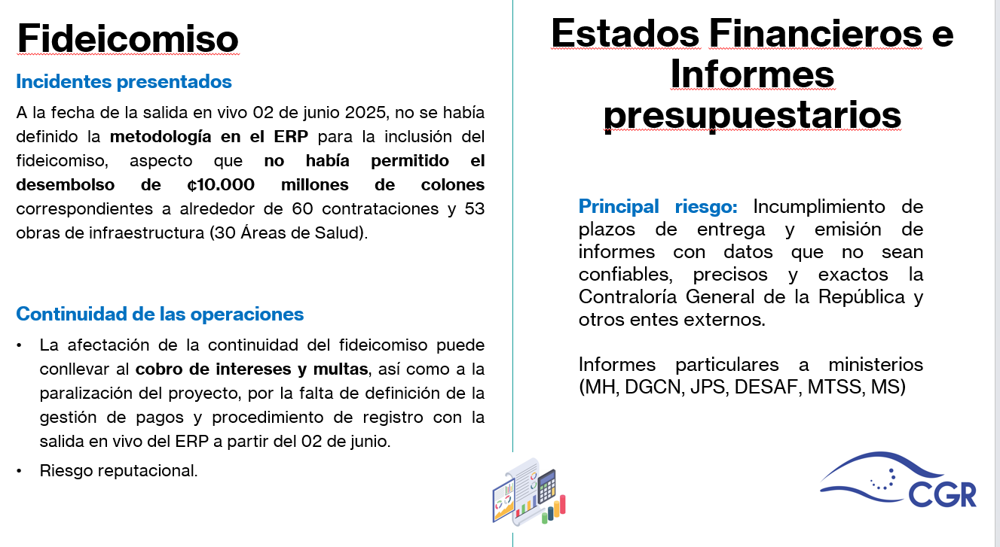 Fideicomiso
Incidentes presentados
A la fecha de la salida en vivo 02 de junio 2025, no se había
definido la metodología en el ERP para la inclusión del
fideicomiso, aspecto que no había permitido el
desembolso de ¢10.000 millones de colones
correspondientes a alrededor de 60 contrataciones y 53
obras de infraestructura (30 Áreas de Salud).
Continuidad de las operaciones
• La afectación de la continuidad del fideicomiso puede
conllevar al cobro de intereses y multas, así como a la
paralización del proyecto, por la falta de definición de la
gestión de pagos y procedimiento de registro con la
salida en vivo del ERP a partir del 02 de junio.
• Riesgo reputacional.
Estados Financieros e
Informes
presupuestarios
Principal riesgo: Incumplimiento de
plazos de entrega y emisión de
informes con datos que no sean
confiables, precisos y exactos la
Contraloría General de la República y
otros entes externos.
Informes particulares a ministerios
(MH, DGCN, JPS, DESAF, MTSS, MS)
CGR